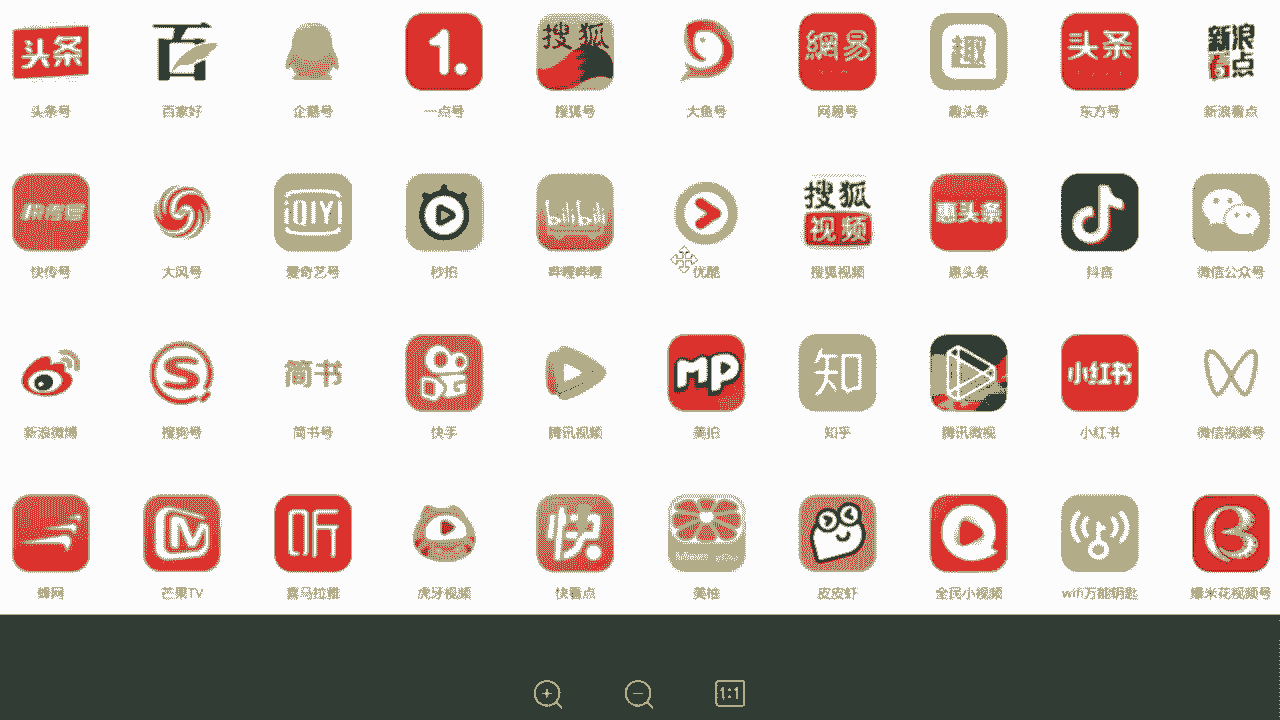 头条 百 1. 搜狐 網易 趣 头条 新浪看点
头条号 百家好 企鹅号 一点号 搜狐号 大鱼号 网易号 趣头条 东方号 新浪看点
快传号 QIY bilibili 搜狐视频 惠头条
快传号 大风号 爱奇艺号 秒拍 哔哩哔哩 优酷 搜狐视频 惠头条 抖音 微信公众号
S 简书 MP 知 小红书
新浪微博 搜狗号 简书号 快手 腾讯视频 美拍 知乎 腾讯微视 小红书 微信视频号
听 快
蜂网 芒果TV 喜马拉雅 虎牙视频 快看点 美柚 皮皮虾 全民小视频 wifi万能钥匙 爆米花视频号
1:1